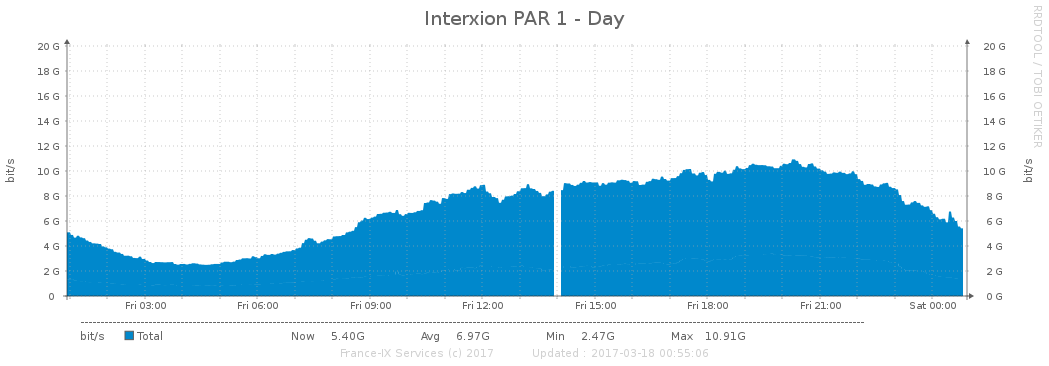 Interxion PAR 1 - Day
RRDTOOL / TOBI OETIKER
bit/s
20 G 20 G
18 G 18 G
16 G 16 G
14 G 14 G
12 G 12 G
10 G 10 G
8 G 8 G
6 G 6 G
4 G 4 G
2 G 2 G
0 0 G
bit/s
Fri 03:00 Fri 06:00 Fri 09:00 Fri 12:00 Fri 15:00 Fri 18:00 Fri 21:00 Sat 00:00
bit/s Total Now 5.40G Avg 6.97G Min 2.47G Max 10.91G
France-IX Services (c) 2017 Updated : 2017-03-18 00:55:06